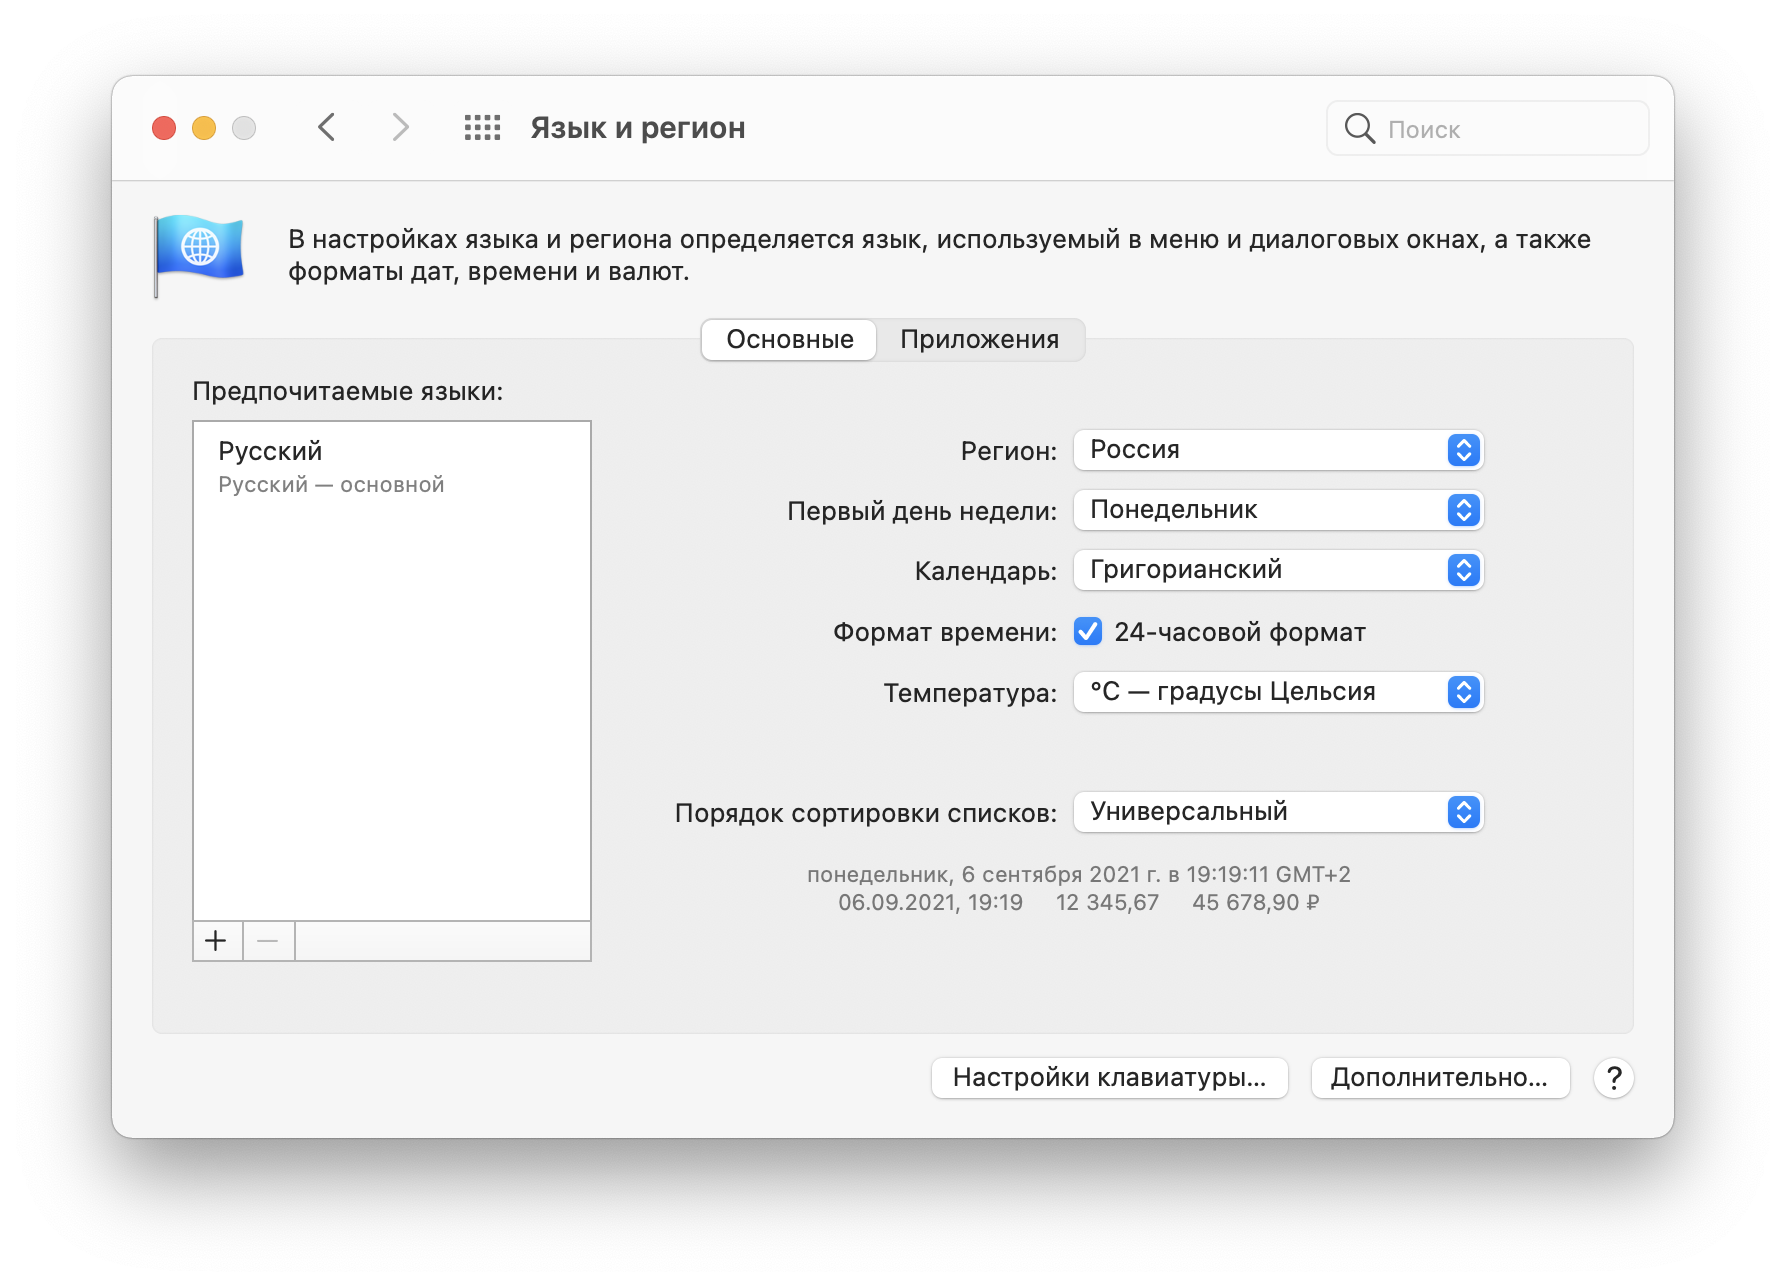 Язык и регион
Поиск
В настройках языка и региона определяется язык, используемый в меню и диалоговых окнах, а также
форматы дат, времени и валют.
Основные
Приложения
Предпочитаемые языки:
Русский
Русский — основной
Регион: Россия
Первый день недели: Понедельник
Календарь: Григорианский
Формат времени: 24-часовой формат
Температура: °C — градусы Цельсия
Порядок сортировки списков: Универсальный
понедельник, 6 сентября 2021 г. в 19:19:11 GMT+2
06.09.2021, 19:19 12 345,67 45 678,90 ₽
Настройки клавиатуры... Дополнительно... ?